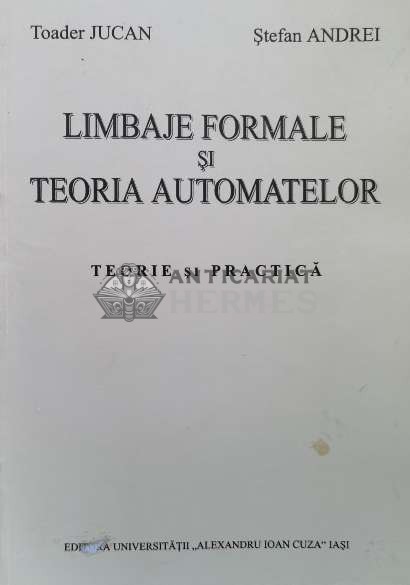 Toader JUCAN Ştefan ANDREI
LIMBAJE FORMALE
ŞI
TEORIA AUTOMATELOR
TEORIE ŞI PRACTICĂ
ANTICARIAT
HERMES
EDITURA UNIVERSITĂŢII „ALEXANDRU IOAN CUZA” IAŞI